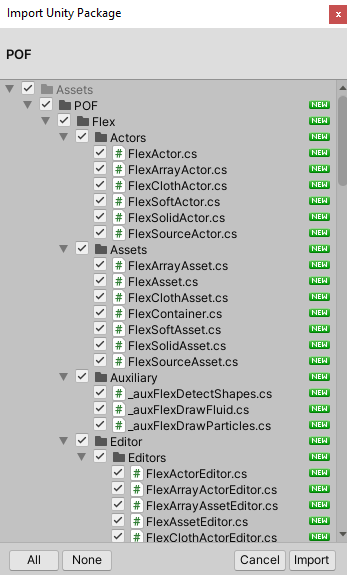 Import Unity Package x
POF
Assets
POF NEW
Flex NEW
Actors NEW
# FlexActor.cs NEW
# FlexArrayActor.cs NEW
# FlexClothActor.cs NEW
# FlexSoftActor.cs NEW
# FlexSolidActor.cs NEW
# FlexSourceActor.cs NEW
Assets NEW
# FlexArrayAsset.cs NEW
# FlexAsset.cs NEW
# FlexClothAsset.cs NEW
# FlexContainer.cs NEW
# FlexSoftAsset.cs NEW
# FlexSolidAsset.cs NEW
# FlexSourceAsset.cs NEW
Auxiliary NEW
# _auxFlexDetectShapes.cs NEW
# _auxFlexDrawFluid.cs NEW
# _auxFlexDrawParticles.cs NEW
Editor NEW
Editors NEW
# FlexActorEditor.cs NEW
# FlexArrayActorEditor.cs NEW
# FlexArrayAssetEditor.cs NEW
# FlexAssetEditor.cs NEW
# FlexClothActorEditor.cs NEW
All None Cancel Import